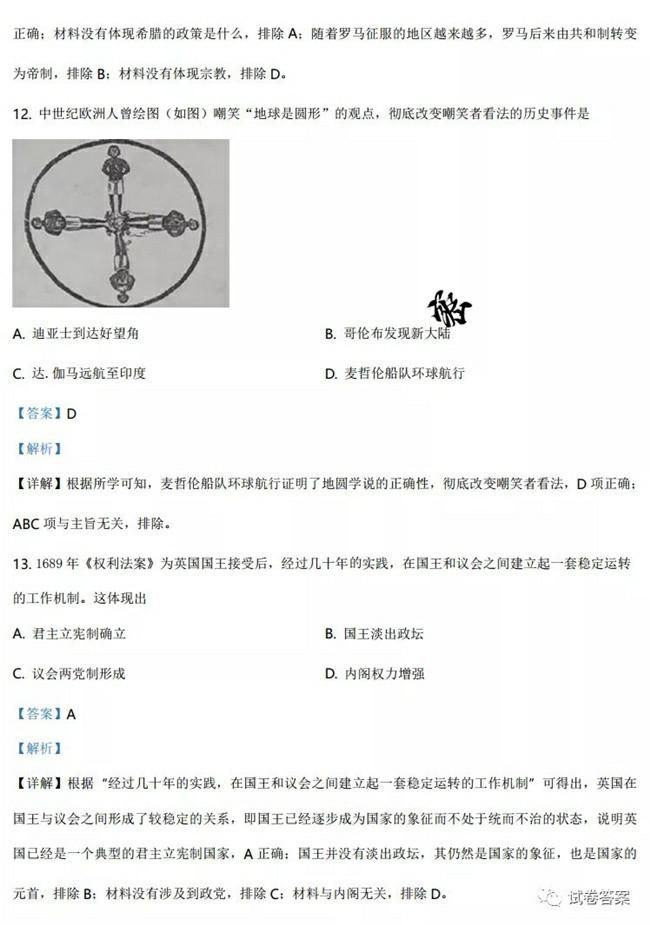 正确；材料没有体现希腊的政策是什么，排除 A；随着罗马征服的地区越来越多，罗马后来由共和制转变
为帝制，排除 B；材料没有体现宗教，排除 D。
12. 中世纪欧洲人曾绘图（如图）嘲笑“地球是圆形”的观点，彻底改变嘲笑者看法的历史事件是
密
A. 迪亚士到达好望角 B. 哥伦布发现新大陆
C. 达.伽马远航至印度 D. 麦哲伦船队环球航行
【答案】D
【解析】
【详解】根据所学可知，麦哲伦船队环球航行证明了地圆学说的正确性，彻底改变嘲笑者看法，D 项正确；
ABC 项与主旨无关，排除。
13. 1689 年《权利法案》为英国国王接受后，经过几十年的实践，在国王和议会之间建立起一套稳定运转
的工作机制。这体现出
A. 君主立宪制确立 B. 国王淡出政坛
C. 议会两党制形成 D. 内阁权力增强
【答案】A
【解析】
【详解】根据 “经过几十年的实践，在国王和议会之间建立起一套稳定运转的工作机制” 可得出，英国在
国王与议会之间形成了较稳定的关系，即国王已经逐步成为国家的象征而不处于统而不治的状态，说明英
国已经是一个典型的君主立宪制国家，A 正确；国王并没有淡出政坛，其仍然是国家的象征，也是国家的
元首，排除 B；材料没有涉及到政党，排除 C；材料与内阁无关，排除 D。
试卷答案